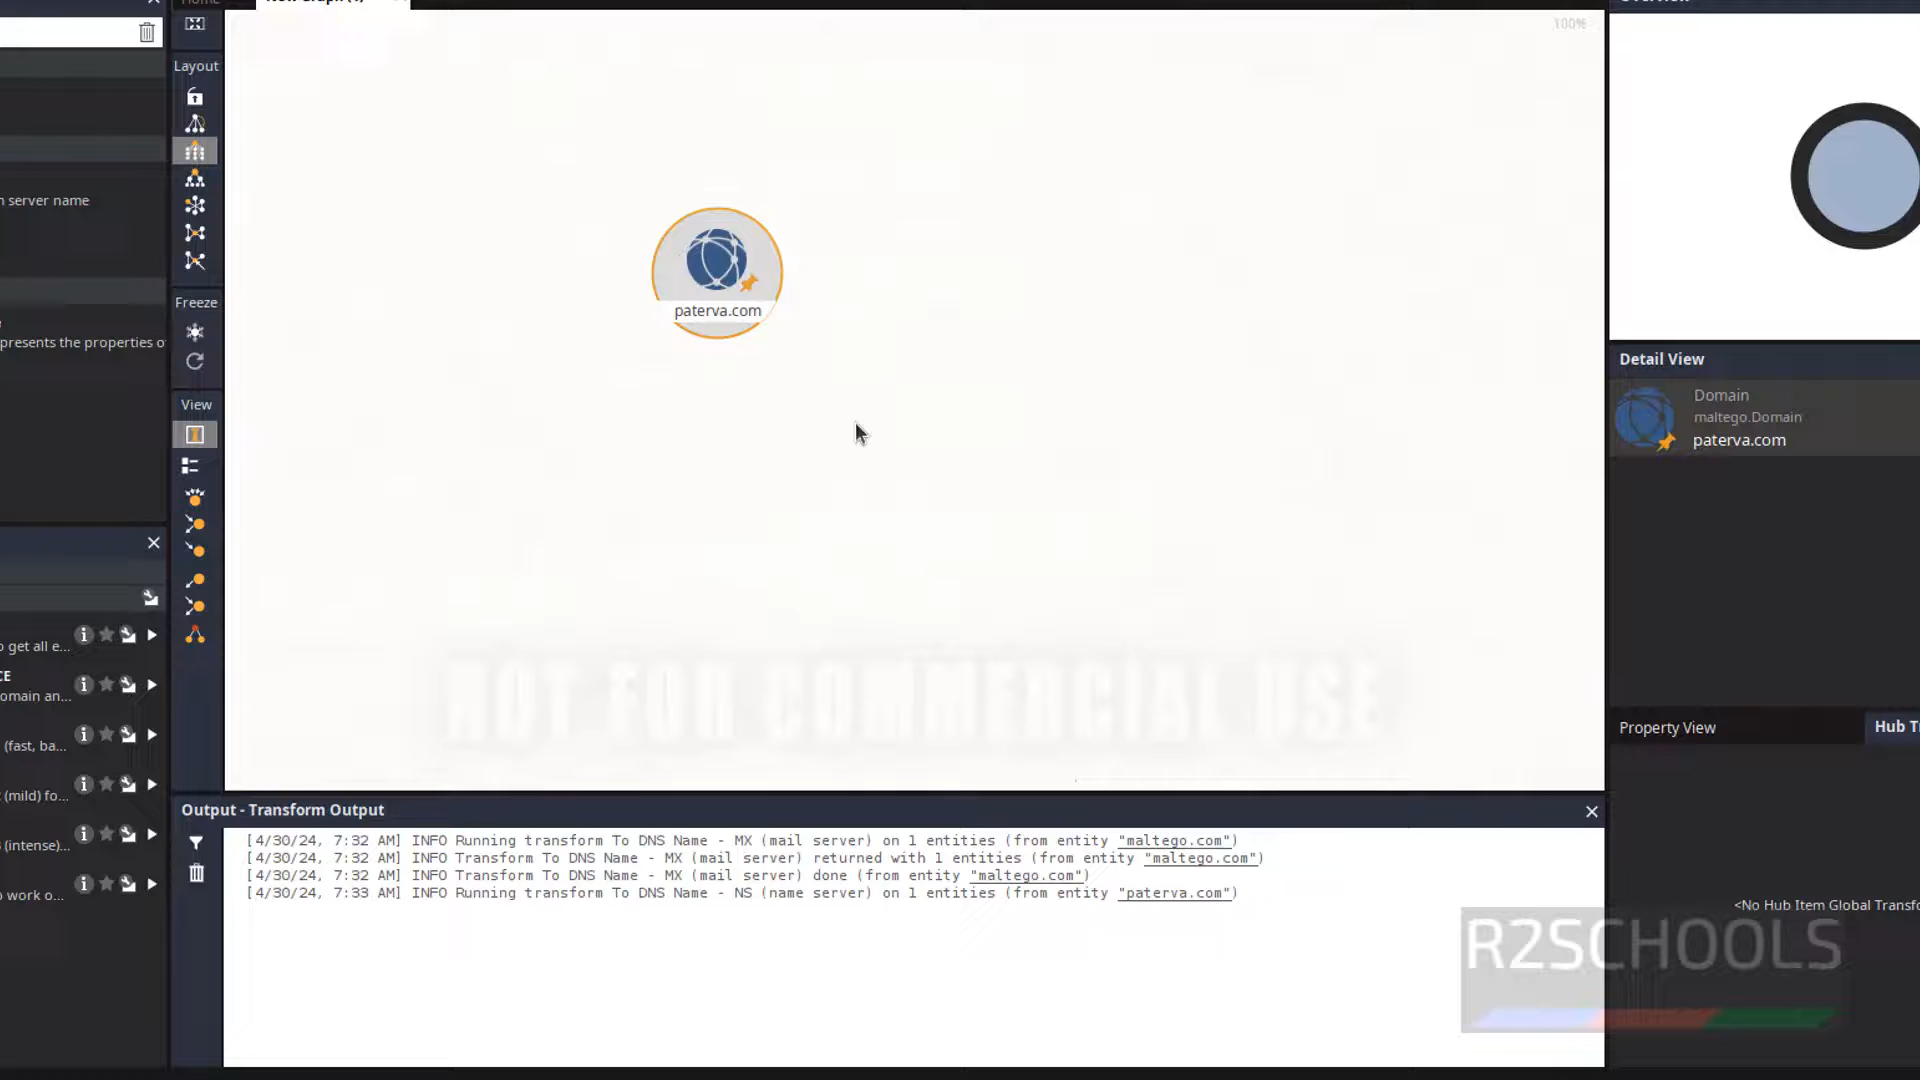 100%
Layout
n server name
Freeze
presents the properties o
View
paterva.com
Detail View
Domain
maltego.Domain
paterva.com
o get all e...
CE
omain an...
(fast, ba...
(mild) fo...
(intense)...
o work o...
NOT FOR COMMERCIAL USE
Property View
Hub T
<No Hub Item Global Transfo
Output - Transform Output
[4/30/24, 7:32 AM] INFO Running transform To DNS Name - MX (mail server) on 1 entities (from entity "maltego.com")
[4/30/24, 7:32 AM] INFO Transform To DNS Name - MX (mail server) returned with 1 entities (from entity "maltego.com")
[4/30/24, 7:32 AM] INFO Transform To DNS Name - MX (mail server) done (from entity "maltego.com")
[4/30/24, 7:33 AM] INFO Running transform To DNS Name - NS (name server) on 1 entities (from entity "paterva.com")
R2SCHOOLS